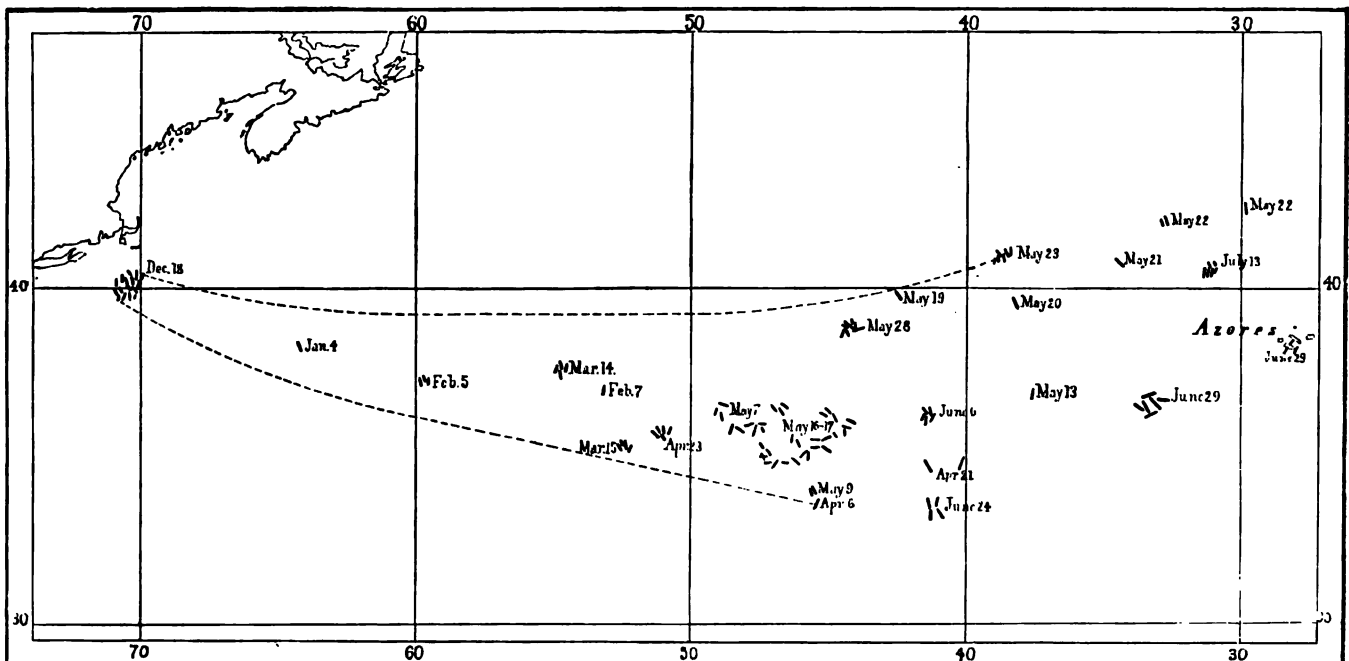 70 60 50 40 30
May 22
May 22
May 23 May 21 July 13
Dec. 18
40 40
May 19 May 20
May 28
Azores
June 29
Jan. 4
Feb. 5 Mar. 14.
Feb. 7 May 13 June 29
May 7 June 6
May 16-17
Mar. 15 Apr. 23
Apr. 21
May 9
Apr. 6 June 24
30
70 60 50 40 30